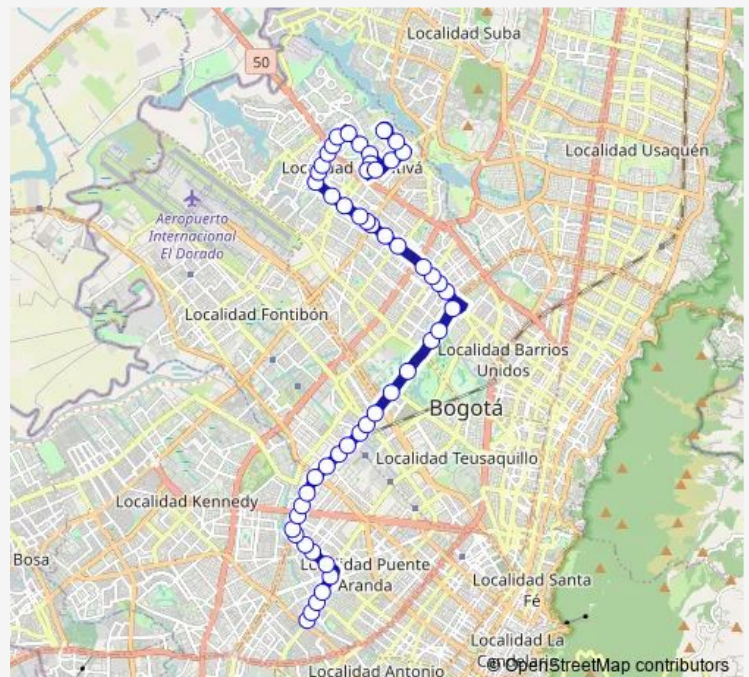 Localidad Suba
50
Localidad Usaquén
Aeropuerto
Internacional
El Dorado
Localidad Fontibón
Localidad Barrios
Unidos
Bogotá
Localidad Teusaquillo
Localidad Kennedy
Bosa
Aranda
Localidad Santa
Fé
Localidad La
Localidad Antonio
© OpenStreetMap contributors